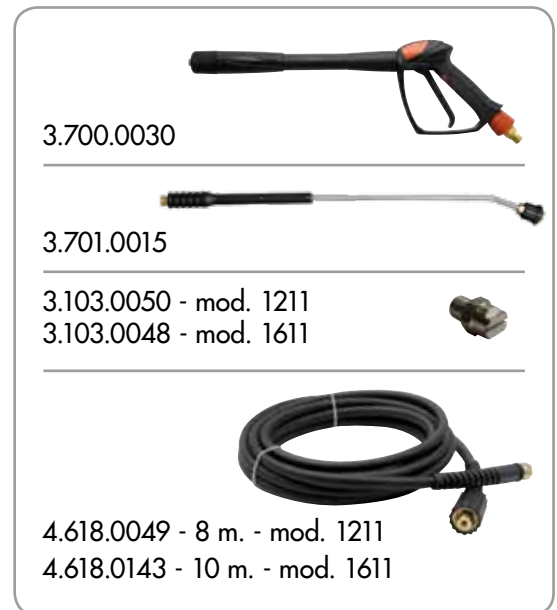 3.700.0030
3.701.0015
3.103.0050 - mod. 1211
3.103.0048 - mod. 1611
4.618.0049 - 8 m. - mod. 1211
4.618.0143 - 10 m. - mod. 1611